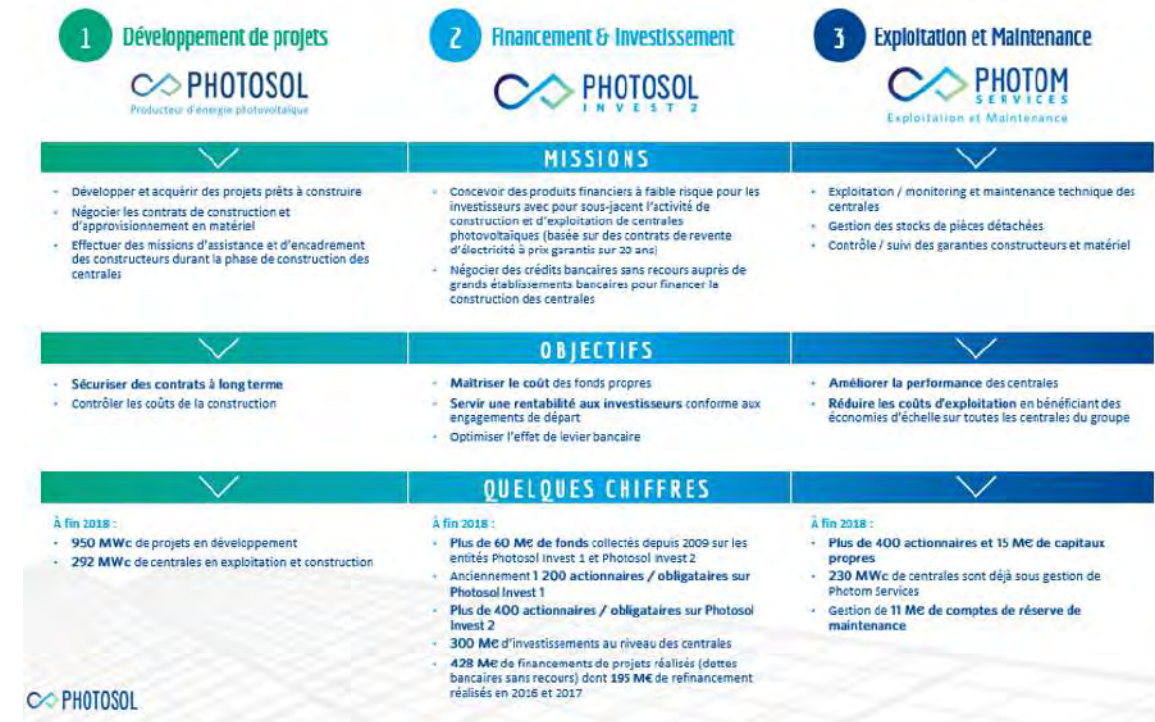 1 Développement de projets
PHOTOSOL
Producteur d'énergie photovoltaïque
2 Financement & Investissement
PHOTOSOL
INVEST 2
3 Exploitation et Maintenance
PHOTOM
SERVICES
Exploitation et Maintenance
MISSIONS
• Développer et acquérir des projets prêts à construire
• Négocier les contrats de construction et
d'approvisionnement en matériel
• Effectuer des missions d'assistance et d'encadrement
des constructeurs durant la phase de construction des
centrales
• Concevoir des produits financiers à faible risque pour les
investisseurs avec pour sous-jacent l'activité de
construction et d'exploitation de centrales
photovoltaïques (basée sur des contrats de revente
d'électricité à prix garantis sur 20 ans)
• Négocier des crédits bancaires sans recours auprès de
grands établissements bancaires pour financer la
construction des centrales
• Exploitation / monitoring et maintenance technique des
centrales
• Gestion des stocks de pièces détachées
• Contrôle / suivi des garanties constructeurs et matériel
OBJECTIFS
• Sécuriser des contrats à long terme
• Contrôler les coûts de la construction
• Maîtriser le coût des fonds propres
• Servir une rentabilité aux investisseurs conforme aux
engagements de départ
• Optimiser l'effet de levier bancaire
• Améliorer la performance des centrales
• Réduire les coûts d'exploitation en bénéficiant des
économies d'échelle sur toutes les centrales du groupe
QUELQUES CHIFFRES
À fin 2018 :
• 950 MWc de projets en développement
• 292 MWc de centrales en exploitation et construction
À fin 2018 :
• Plus de 60 M€ de fonds collectés depuis 2009 sur les
entités Photosol Invest 1 et Photosol Invest 2
• Anciennement 1 200 actionnaires / obligataires sur
Photosol Invest 1
• Plus de 400 actionnaires / obligataires sur Photosol
Invest 2
• 300 M€ d'investissements au niveau des centrales
• 428 M€ de financements de projets réalisés (dettes
bancaires sans recours) dont 195 M€ de refinancement
réalisés en 2016 et 2017
À fin 2018 :
• Plus de 400 actionnaires et 15 M€ de capitaux
propres
• 230 MWc de centrales sont déjà sous gestion de
Photom Services
• Gestion de 11 M€ de comptes de réserve de
maintenance
PHOTOSOL